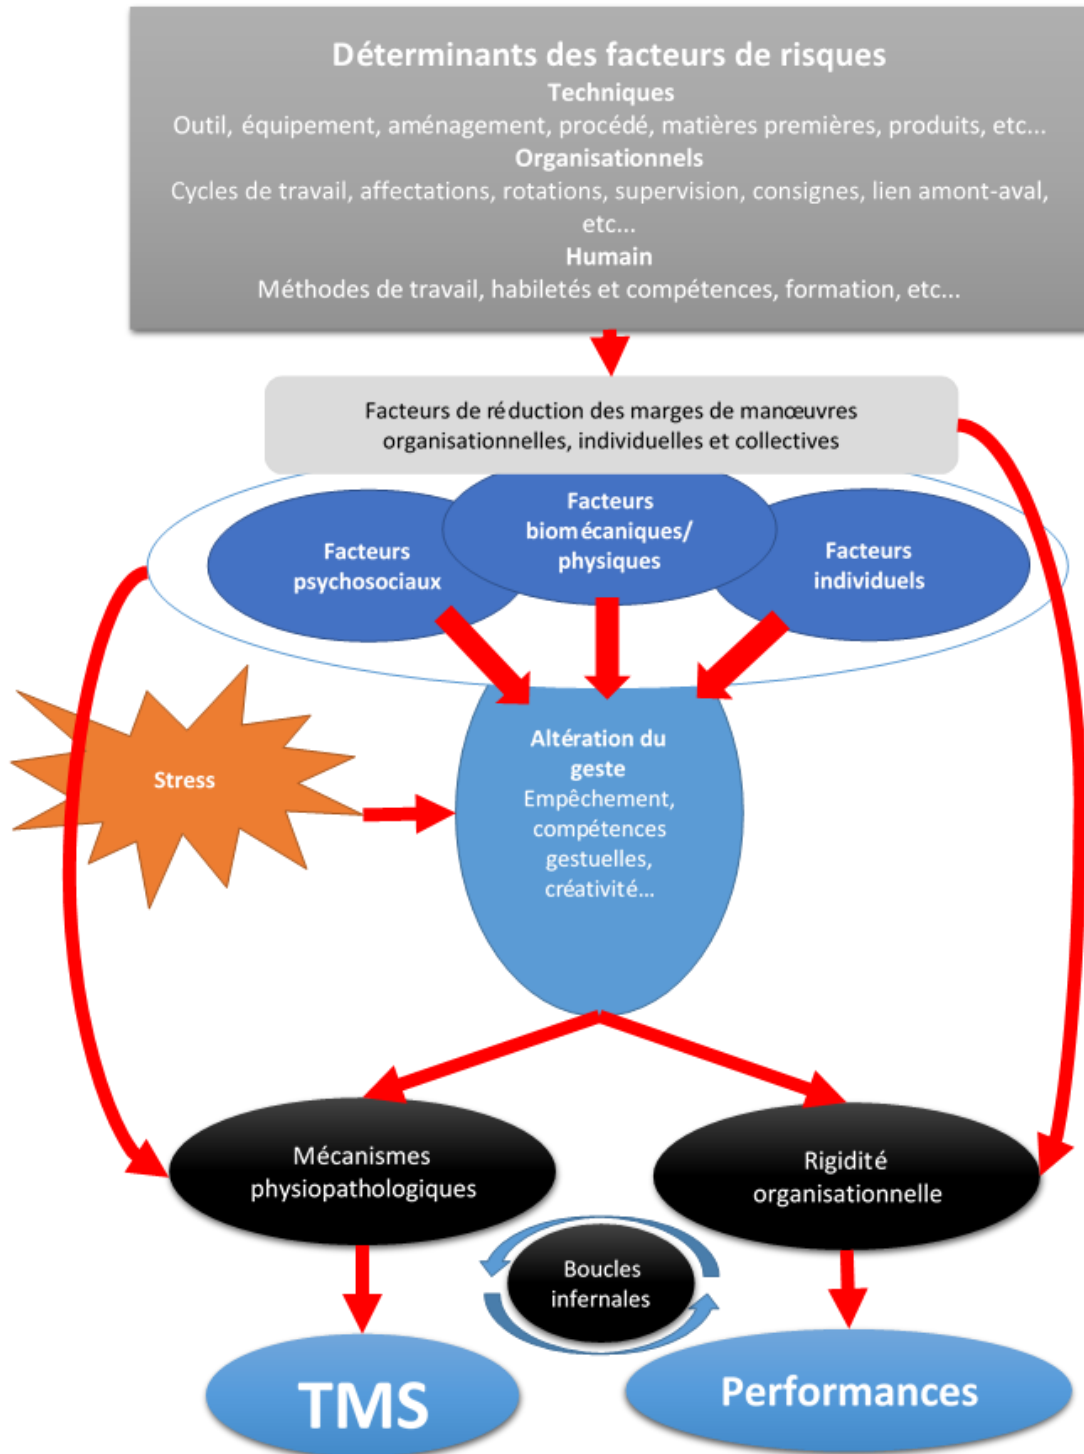 Déterminants des facteurs de risques
Techniques
Outil, équipement, aménagement, procédé, matières premières, produits, etc...
Organisationnels
Cycles de travail, affectations, rotations, supervision, consignes, lien amont-aval,
etc...
Humain
Méthodes de travail, habiletés et compétences, formation, etc...
Facteurs de réduction des marges de manœuvres
organisationnelles, individuelles et collectives
Facteurs
psychosociaux
Facteurs
biomécaniques/
physiques
Facteurs
individuels
Stress
Altération du
geste
Empêchement,
compétences
gestuelles,
créativité...
Mécanismes
physiopathologiques
Rigidité
organisationnelle
Boucles
infernales
TMS
Performances